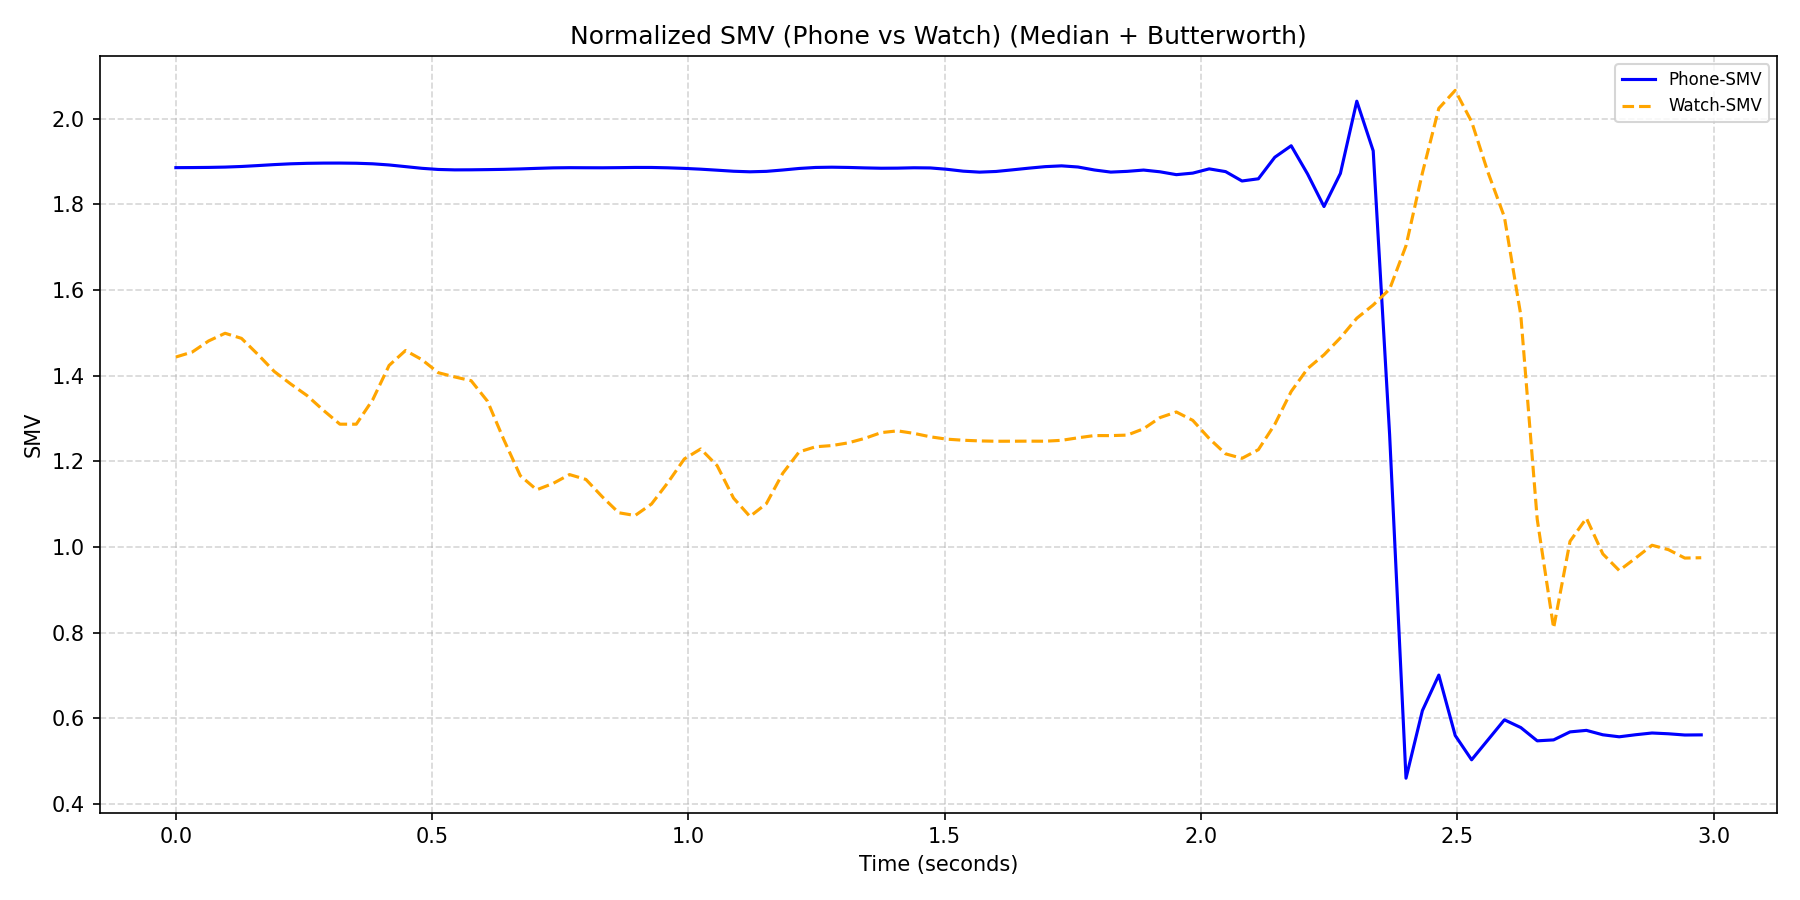 Normalized SMV (Phone vs Watch) (Median + Butterworth)
Phone-SMV
Watch-SMV
SMV
2.0
1.8
1.6
1.4
1.2
1.0
0.8
0.6
0.4
0.0 0.5 1.0 1.5 2.0 2.5 3.0
Time (seconds)